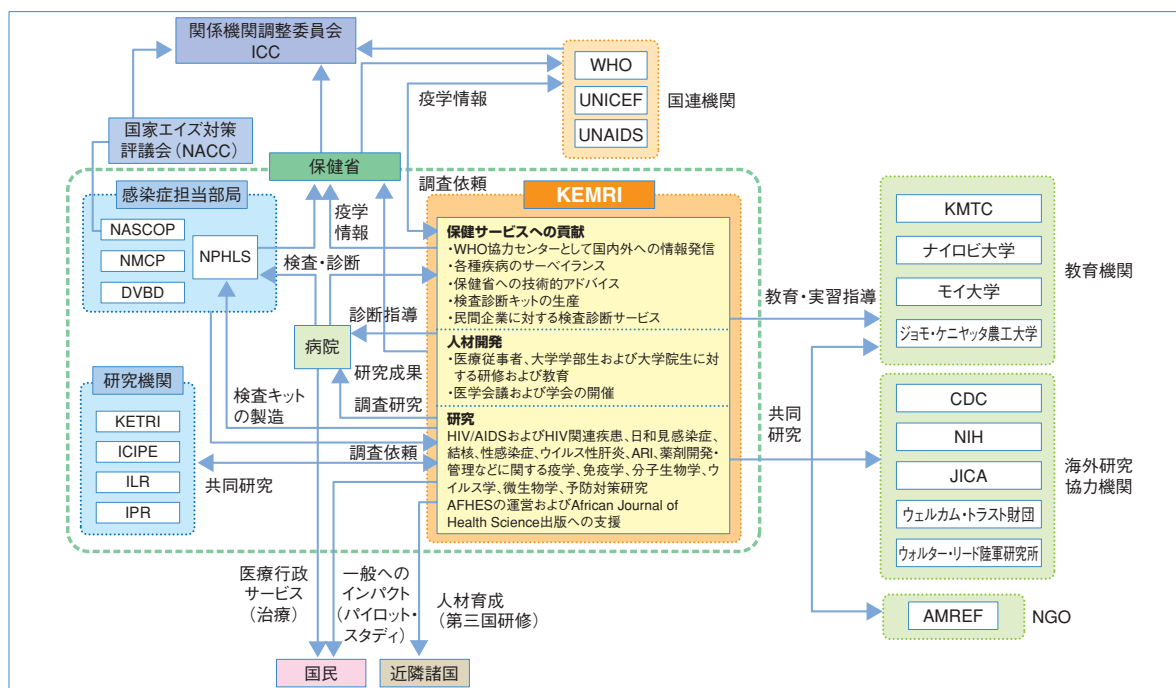 関係機関調整委員会
ICC
WHO
UNICEF
UNAIDS
国連機関
疫学情報
国家エイズ対策
評議会（NACC）
保健省
調査依頼
感染症担当部局
NASCOP
NMCP
DVBD
NPHLS
疫学
情報
検査・診断
KEMRI
保健サービスへの貢献
・WHO協力センターとして国内外への情報発信
・各種疾病のサーベイランス
・保健省への技術的アドバイス
・検査診断キットの生産
・民間企業に対する検査診断サービス
人材開発
・医療従事者、大学学部生および大学院生に対
する研修および教育
・医学会議および学会の開催
研究
HIV/AIDSおよびHIV関連疾患、日和見感染症、
結核、性感染症、ウイルス性肝炎、ARI、薬剤開発・
管理などに関する疫学、免疫学、分子生物学、ウ
イルス学、微生物学、予防対策研究
AFHESの運営およびAfrican Journal of
Health Science出版への支援
診断指導
病院
研究成果
調査研究
検査キット
の製造
調査依頼
共同研究
研究機関
KETRI
ICIPE
ILR
IPR
教育・実習指導
KMTC
ナイロビ大学
モイ大学
ジョモ・ケニヤッタ農工大学
教育機関
共同
研究
CDC
NIH
JICA
ウェルカム・トラスト財団
ウォルター・リード陸軍研究所
海外研究
協力機関
AMREF
NGO
医療行政
サービス
（治療）
一般への
インパクト
（パイロット・
スタディ）
人材育成
（第三国研修）
国民
近隣諸国